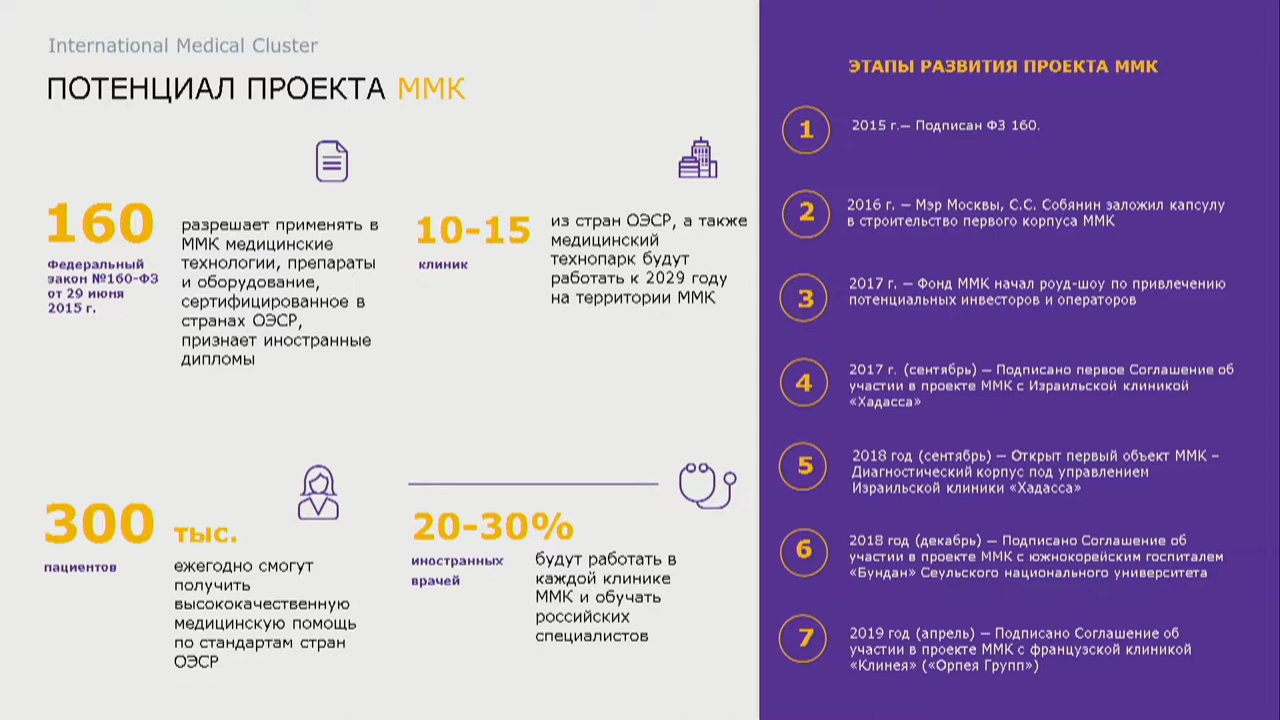 International Medical Cluster
ПОТЕНЦИАЛ ПРОЕКТА ММК
160
Федеральный
закон №160-ФЗ
от 29 июня
2015 г.
разрешает применять в
ММК медицинские
технологии, препараты
и оборудование,
сертифицированное в
странах ОЭСР,
признает иностранные
дипломы
10-15
клиник
из стран ОЭСР, а также
медицинский
технопарк будут
работать к 2029 году
на территории ММК
300 тыс.
пациентов
ежегодно смогут
получить
высококачественную
медицинскую помощь
по стандартам стран
ОЭСР
20-30%
иностранных
врачей
будут работать в
каждой клинике
ММК и обучать
российских
специалистов
ЭТАПЫ РАЗВИТИЯ ПРОЕКТА ММК
1
2015 г.— Подписан ФЗ 160.
2
2016 г. — Мэр Москвы, С.С. Собянин заложил капсулу
в строительство первого корпуса ММК
3
2017 г. — Фонд ММК начал роуд-шоу по привлечению
потенциальных инвесторов и операторов
4
2017 г. (сентябрь) — Подписано первое Соглашение об
участии в проекте ММК с Израильской клиникой
«Хадасса»
5
2018 год (сентябрь) — Открыт первый объект ММК –
Диагностический корпус под управлением
Израильской клиники «Хадасса»
6
2018 год (декабрь) — Подписано Соглашение об
участии в проекте ММК с южнокорейским госпиталем
«Бундан» Сеульского национального университета
7
2019 год (апрель) — Подписано Соглашение об
участии в проекте ММК с французской клиникой
«Клинея» («Орпея Групп»)